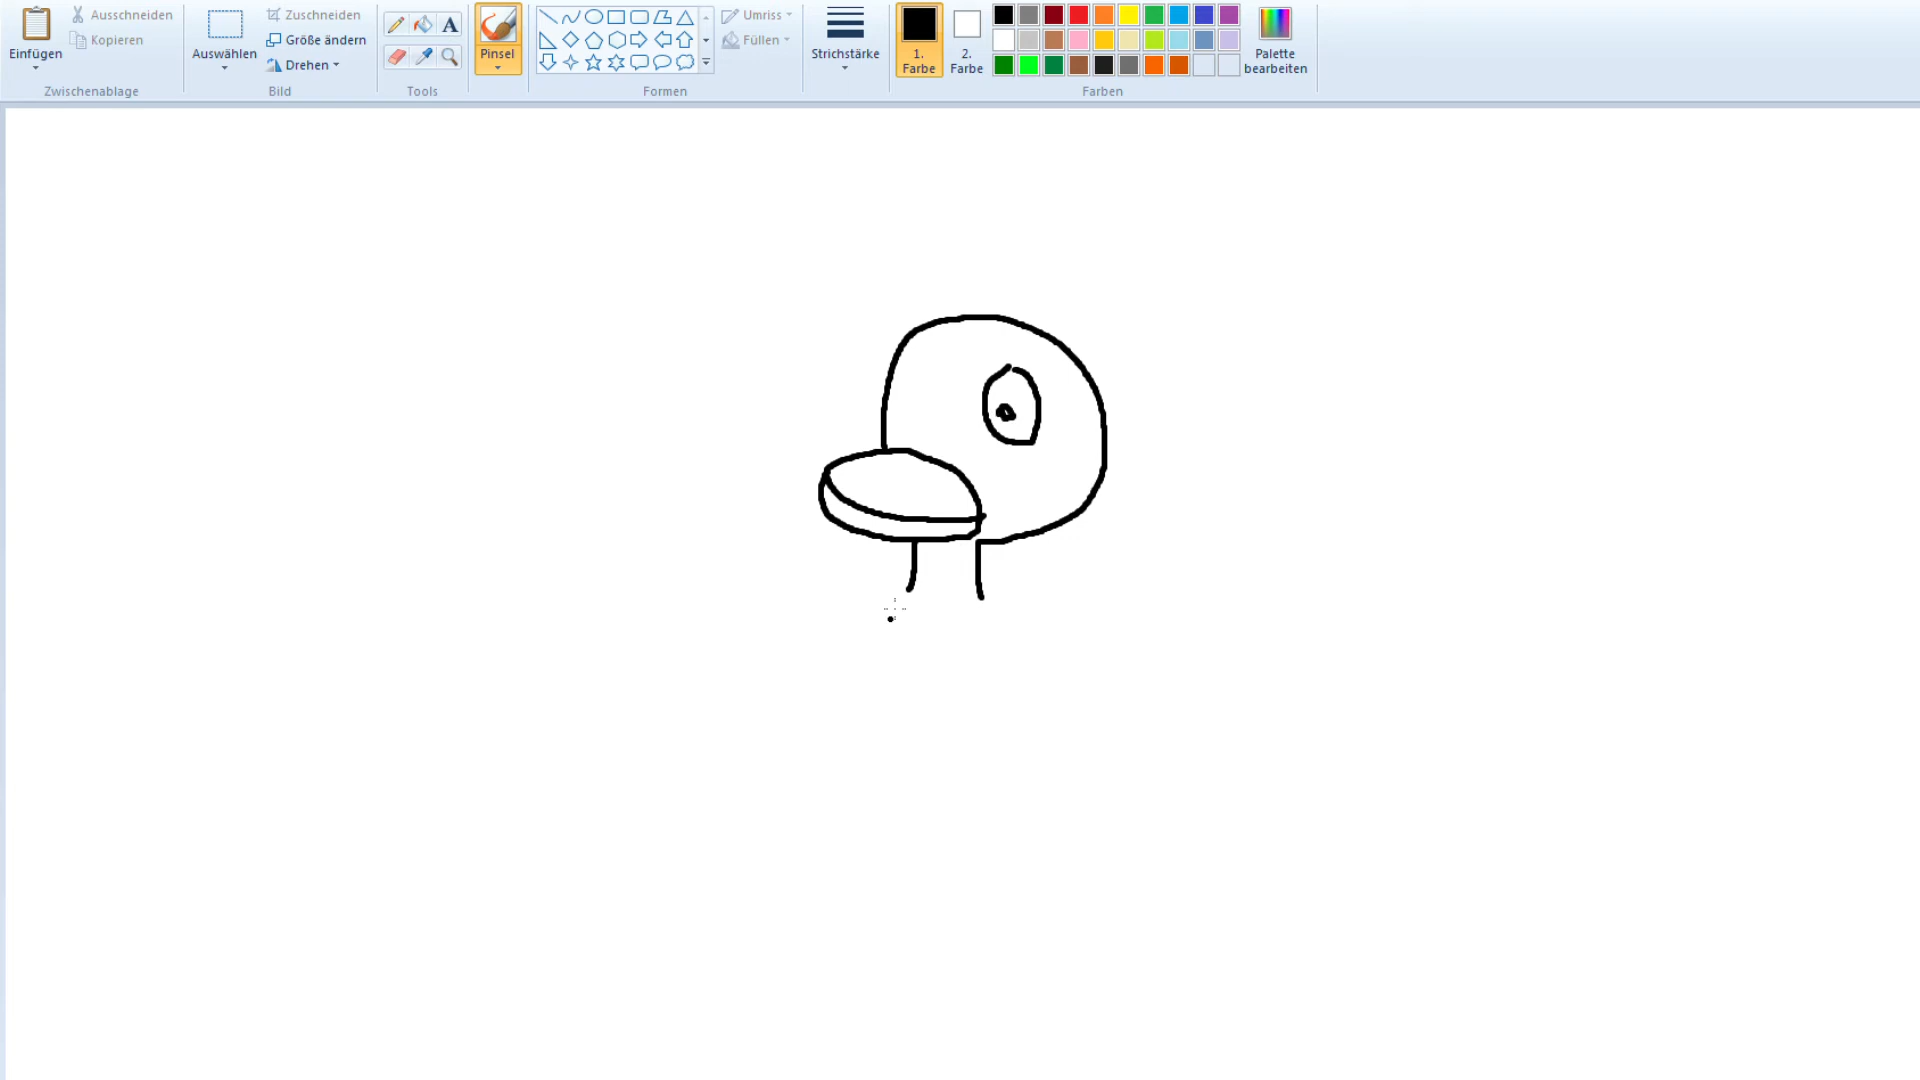 Einfügen
Zwischenablage
Ausschneiden
Kopieren
Auswählen
Zuschneiden
Größe ändern
Drehen
Bild
A
Tools
Pinsel
Formen
Umriss
Füllen
Strichstärke
1.
Farbe
2.
Farbe
Farben
Palette
bearbeiten